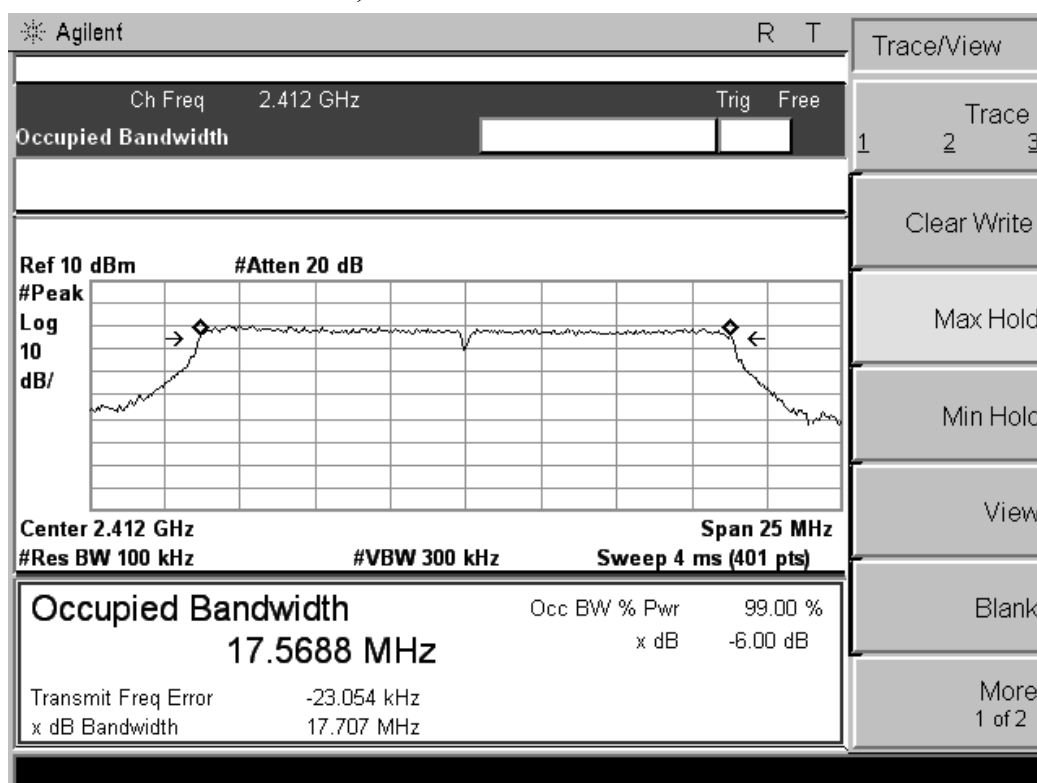 Agilent R T
Ch Freq 2.412 GHz Trig Free
Occupied Bandwidth
Ref 10 dBm #Atten 20 dB
#Peak
Log
10
dB/
Center 2.412 GHz Span 25 MHz
#Res BW 100 kHz #VBW 300 kHz Sweep 4 ms (401 pts)
Occupied Bandwidth
17.5688 MHz
Occ BW % Pwr 99.00 %
x dB -6.00 dB
Transmit Freq Error -23.054 kHz
x dB Bandwidth 17.707 MHz
Trace/View
Trace
1 2 3
Clear Write
Max Hold
Min Hold
View
Blank
More
1 of 2